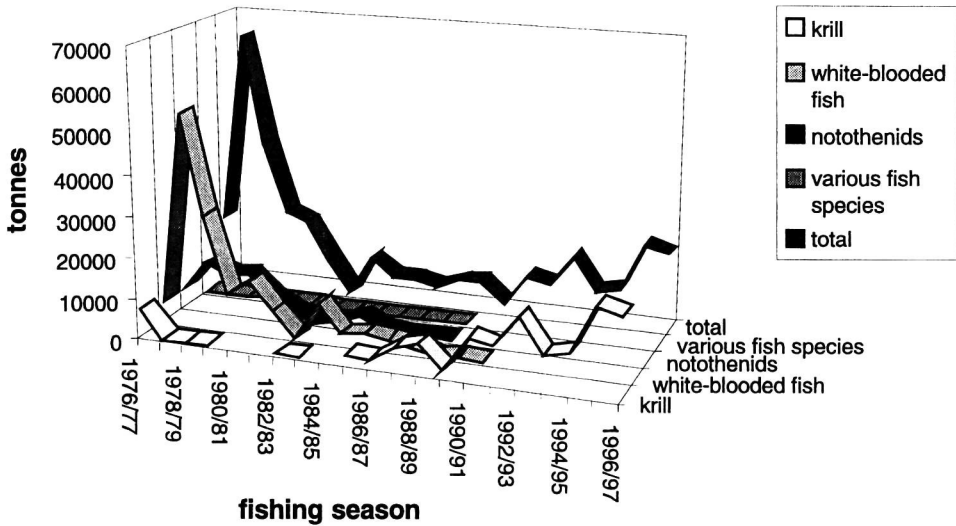 70000
60000
50000
40000
30000
20000
10000
0
tonnes
1976/77
1978/79
1980/81
1982/83
1984/85
1986/87
1988/89
1990/91
1992/93
1994/95
1996/97
fishing season
total
various fish species
notothenids
white-blooded fish
krill
krill
white-blooded
fish
notothenids
various fish
species
total